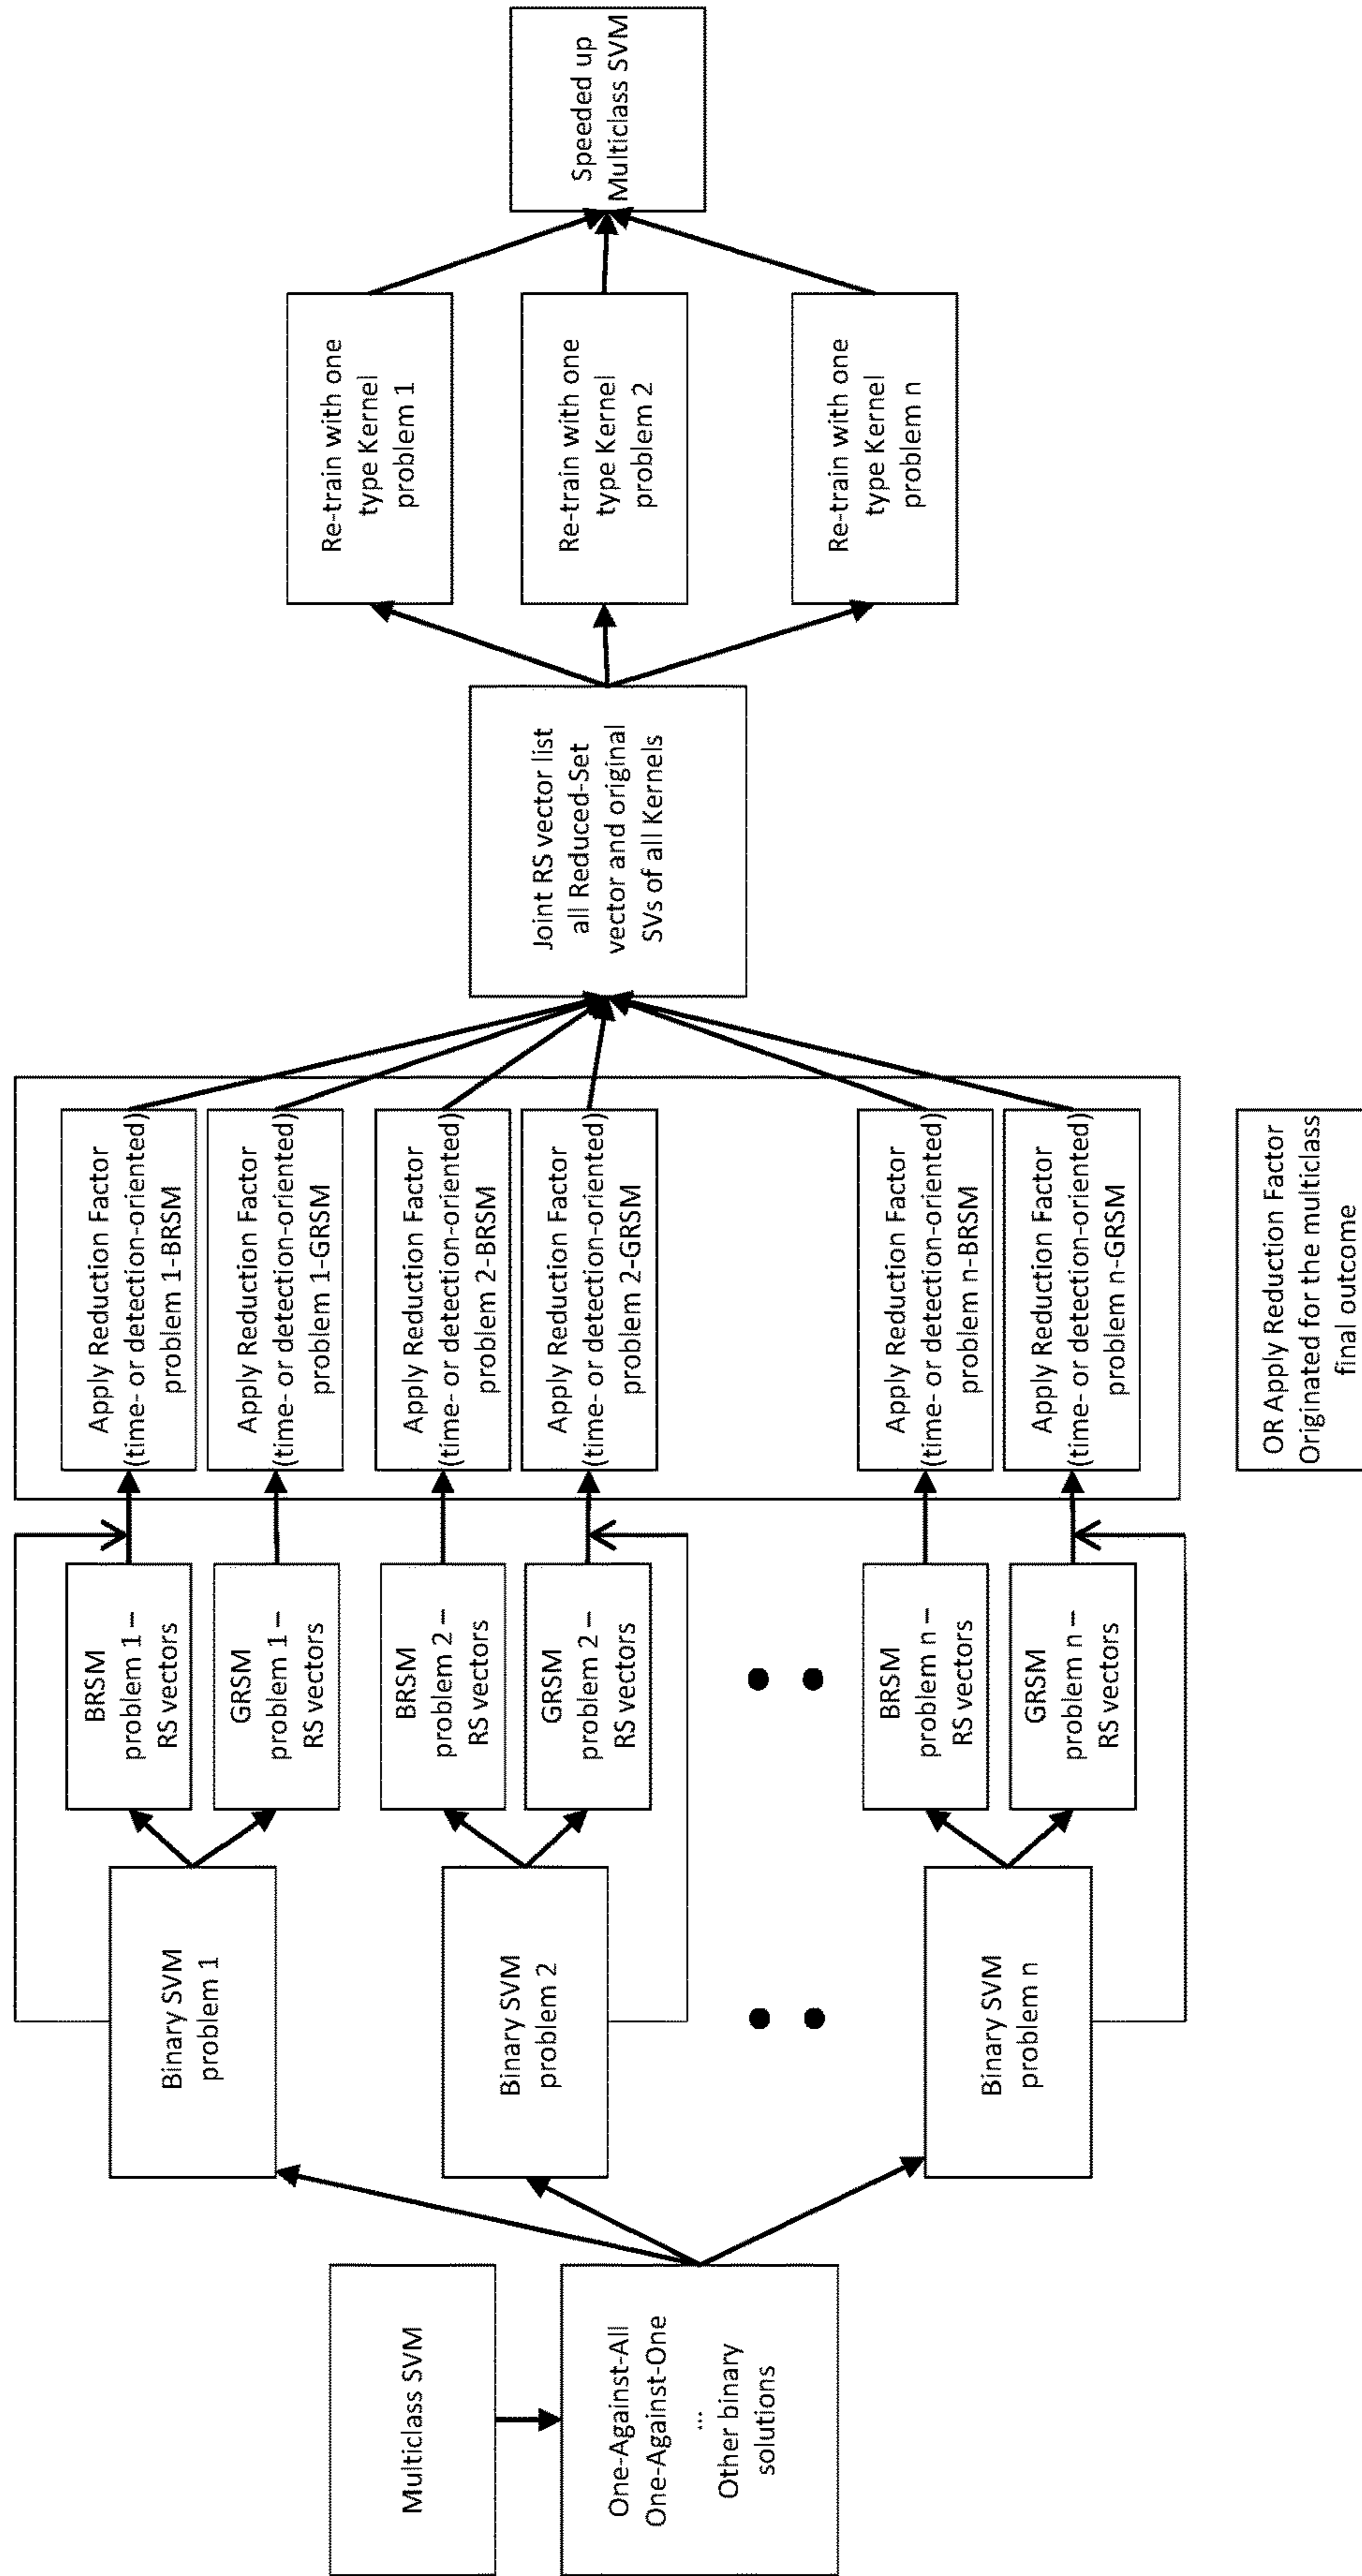 Multiclass SVM
One-Against-All
One-Against-One
...
Other binary
solutions
Binary SVM
problem 1
Binary SVM
problem 2
Binary SVM
problem n
BRSM
problem 1 –
RS vectors
GRSM
problem 1 –
RS vectors
BRSM
problem 2 –
RS vectors
GRSM
problem 2 –
RS vectors
BRSM
problem n –
RS vectors
GRSM
problem n –
RS vectors
Apply Reduction Factor
(time- or detection-oriented)
problem 1-BRSM
Apply Reduction Factor
(time- or detection-oriented)
problem 1-GRSM
Apply Reduction Factor
(time- or detection-oriented)
problem 2-BRSM
Apply Reduction Factor
(time- or detection-oriented)
problem 2-GRSM
Apply Reduction Factor
(time- or detection-oriented)
problem n-BRSM
Apply Reduction Factor
(time- or detection-oriented)
problem n-GRSM
OR Apply Reduction Factor
Originated for the multiclass
final outcome
Joint RS vector list
all Reduced-Set
vector and original
SVs of all Kernels
Re-train with one
type Kernel
problem 1
Re-train with one
type Kernel
problem 2
Re-train with one
type Kernel
problem n
Speeded up
Multiclass SVM